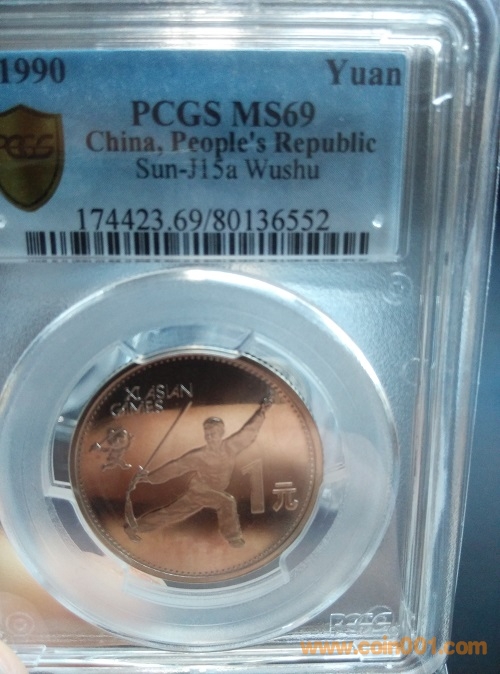 1990 Yuan
PCGS
PCGS MS69
China, People's Republic
Sun-J15a Wushu
174423.69/80136552
XI ASIAN
GAMES
1元
PCGS
www.coin001.com